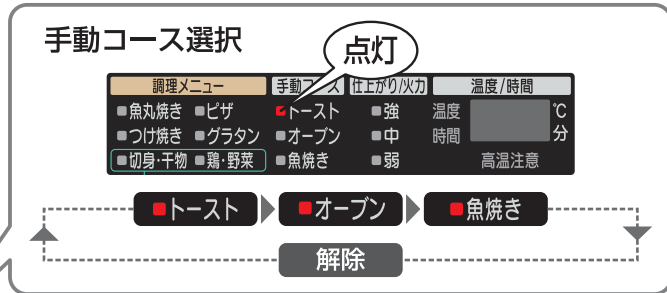 手動コース選択
点灯
調理メニュー 手動コース 仕上がり/火力 温度/時間
魚丸焼き ピザ トースト 強 温度 ℃
つけ焼き グラタン オーブン 中 時間 分
切身・干物 鶏・野菜 魚焼き 弱 高温注意
トースト オーブン 魚焼き
解除